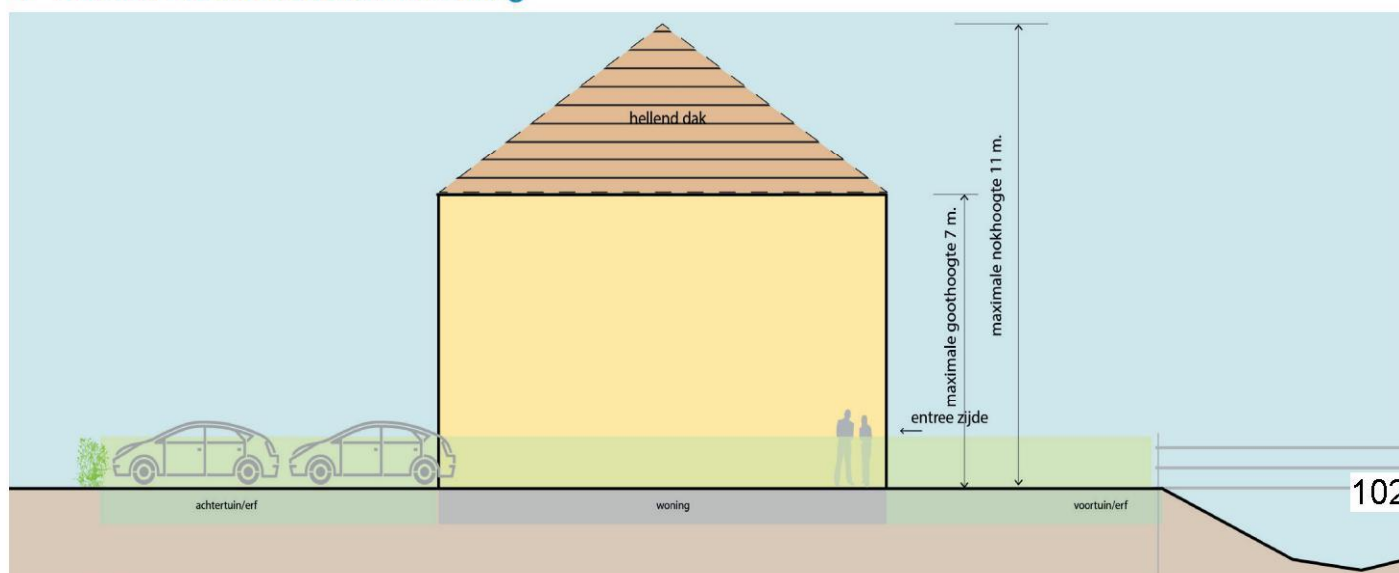 hellend dak
maximale goothoogte 7 m.
maximale nokhoogte 11 m.
entree zijde
102
achtertuin/erf
woning
voortuin/erf